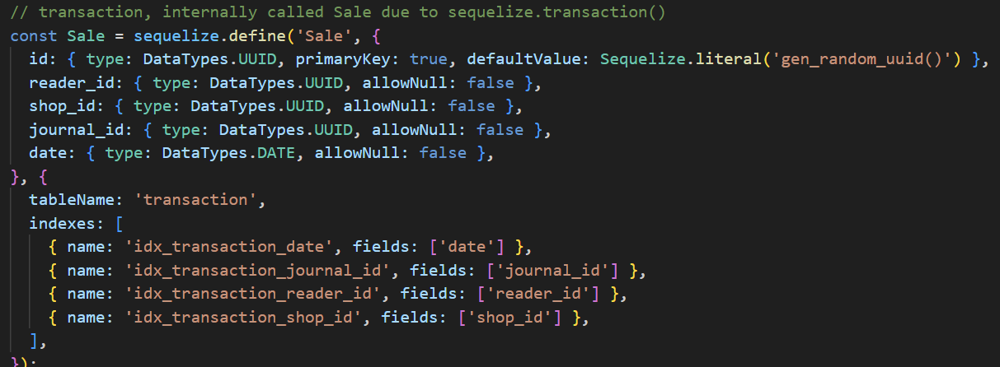 // transaction, internally called Sale due to sequelize.transaction()
const Sale = sequelize.define('Sale', {
  id: { type: DataTypes.UUID, primaryKey: true, defaultValue: Sequelize.literal('gen_random_uuid()') },
  reader_id: { type: DataTypes.UUID, allowNull: false },
  shop_id: { type: DataTypes.UUID, allowNull: false },
  journal_id: { type: DataTypes.UUID, allowNull: false },
  date: { type: DataTypes.DATE, allowNull: false },
}, {
  tableName: 'transaction',
  indexes: [
    { name: 'idx_transaction_date', fields: ['date'] },
    { name: 'idx_transaction_journal_id', fields: ['journal_id'] },
    { name: 'idx_transaction_reader_id', fields: ['reader_id'] },
    { name: 'idx_transaction_shop_id', fields: ['shop_id'] },
  ],
});